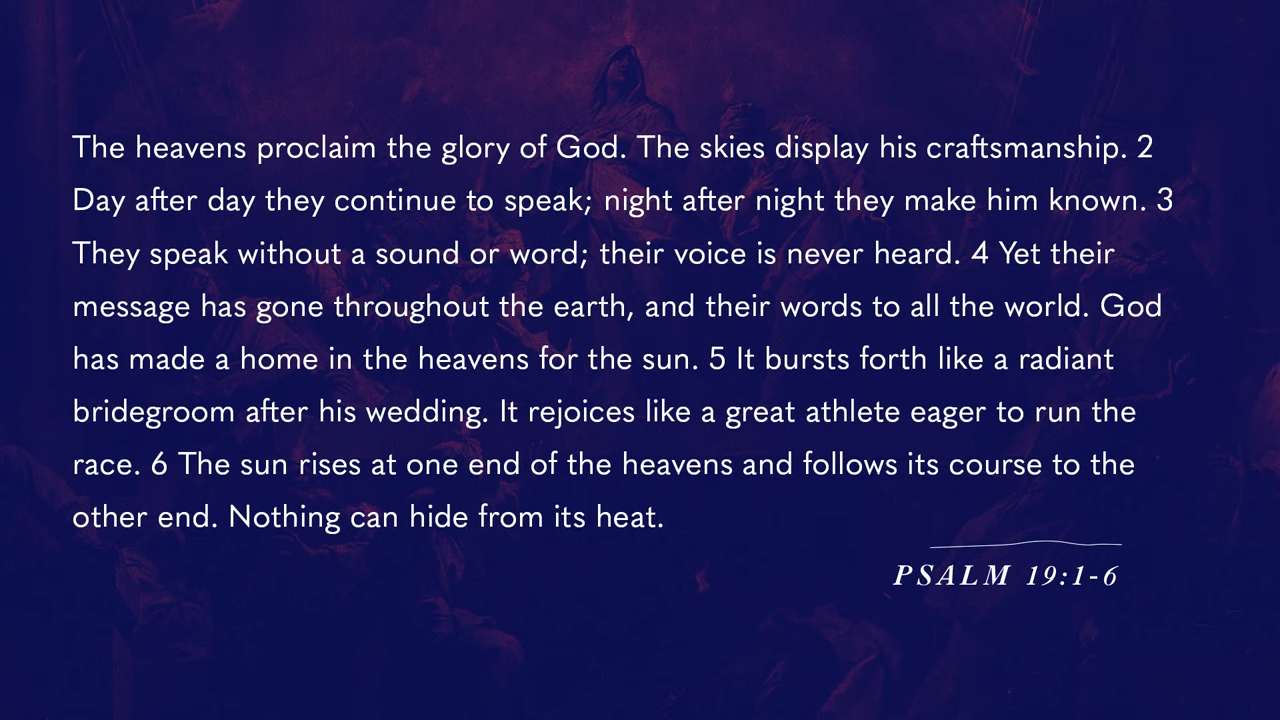 The heavens proclaim the glory of God. The skies display his craftsmanship. 2
Day after day they continue to speak; night after night they make him known. 3
They speak without a sound or word; their voice is never heard. 4 Yet their
message has gone throughout the earth, and their words to all the world. God
has made a home in the heavens for the sun. 5 It bursts forth like a radiant
bridegroom after his wedding. It rejoices like a great athlete eager to run the
race. 6 The sun rises at one end of the heavens and follows its course to the
other end. Nothing can hide from its heat.
PSALM 19:1-6